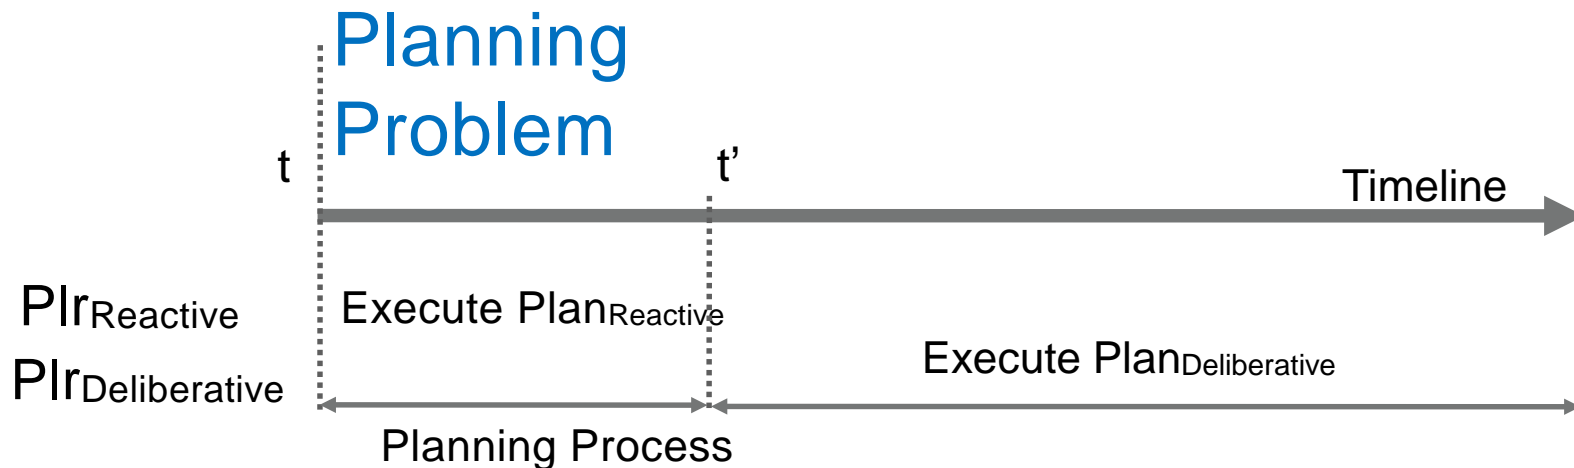 Planning
Problem
t
t’
Timeline
PlrReactive
Execute PlanReactive
PlrDeliberative
Execute PlanDeliberative
Planning Process